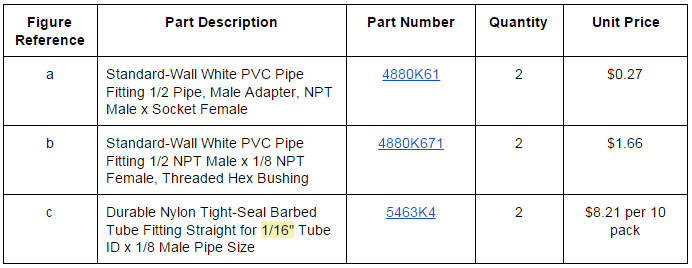 Figure Reference Part Description Part Number Quantity Unit Price
a Standard-Wall White PVC Pipe 4880K61 2 $0.27
Fitting 1/2 Pipe, Male Adapter, NPT
Male x Socket Female
b Standard-Wall White PVC Pipe 4880K671 2 $1.66
Fitting 1/2 NPT Male x 1/8 NPT
Female, Threaded Hex Bushing
c Durable Nylon Tight-Seal Barbed 5463K4 2 $8.21 per 10
Tube Fitting Straight for 1/16" Tube pack
ID x 1/8 Male Pipe Size